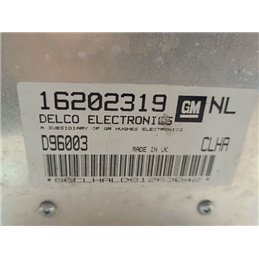 16202319 GM NL
DELCO ELECTRONICS
A SUBSIDIARY OF GM HUGHES ELECTRONICS
D96003 MADE IN UK CLHA